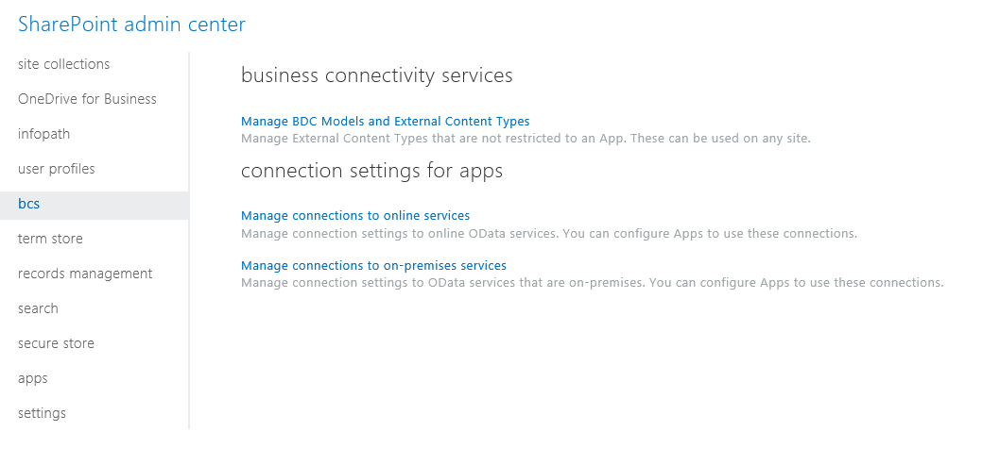 SharePoint admin center
site collections
OneDrive for Business
infopath
user profiles
bcs
term store
records management
search
secure store
apps
settings
business connectivity services
Manage BDC Models and External Content Types
Manage External Content Types that are not restricted to an App. These can be used on any site.
connection settings for apps
Manage connections to online services
Manage connection settings to online OData services. You can configure Apps to use these connections.
Manage connections to on-premises services
Manage connection settings to OData services that are on-premises. You can configure Apps to use these connections.